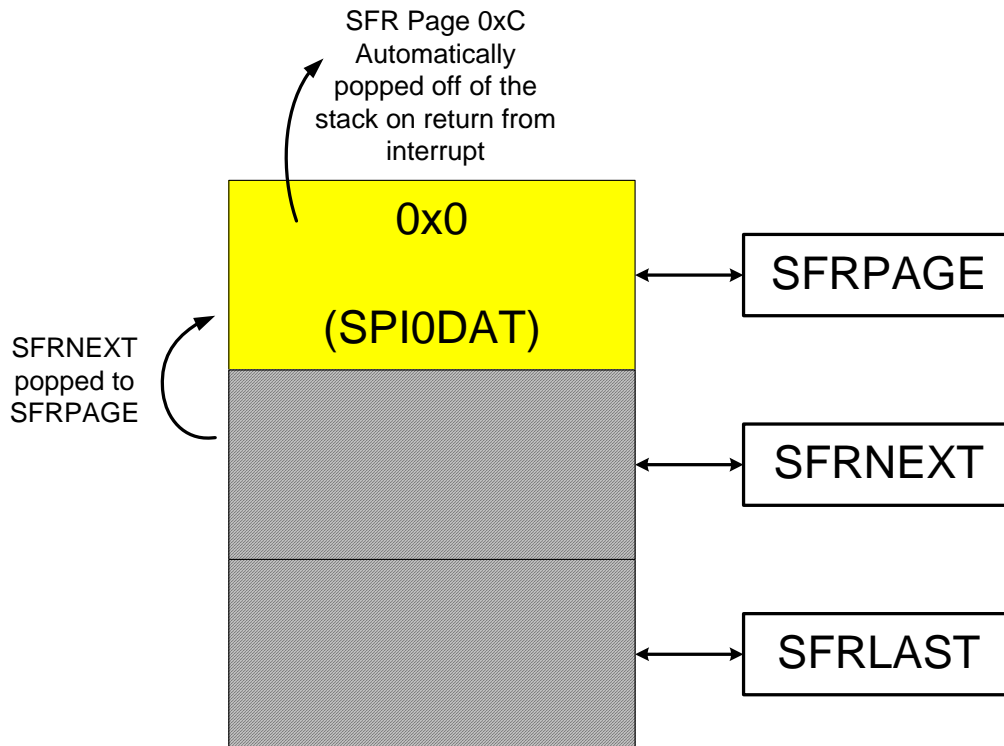 SFR Page 0xC
Automatically
popped off of the
stack on return from
interrupt
0x0
(SPI0DAT)
SFRPAGE
SFRNEXT
popped to
SFRPAGE
SFRNEXT
SFRLAST